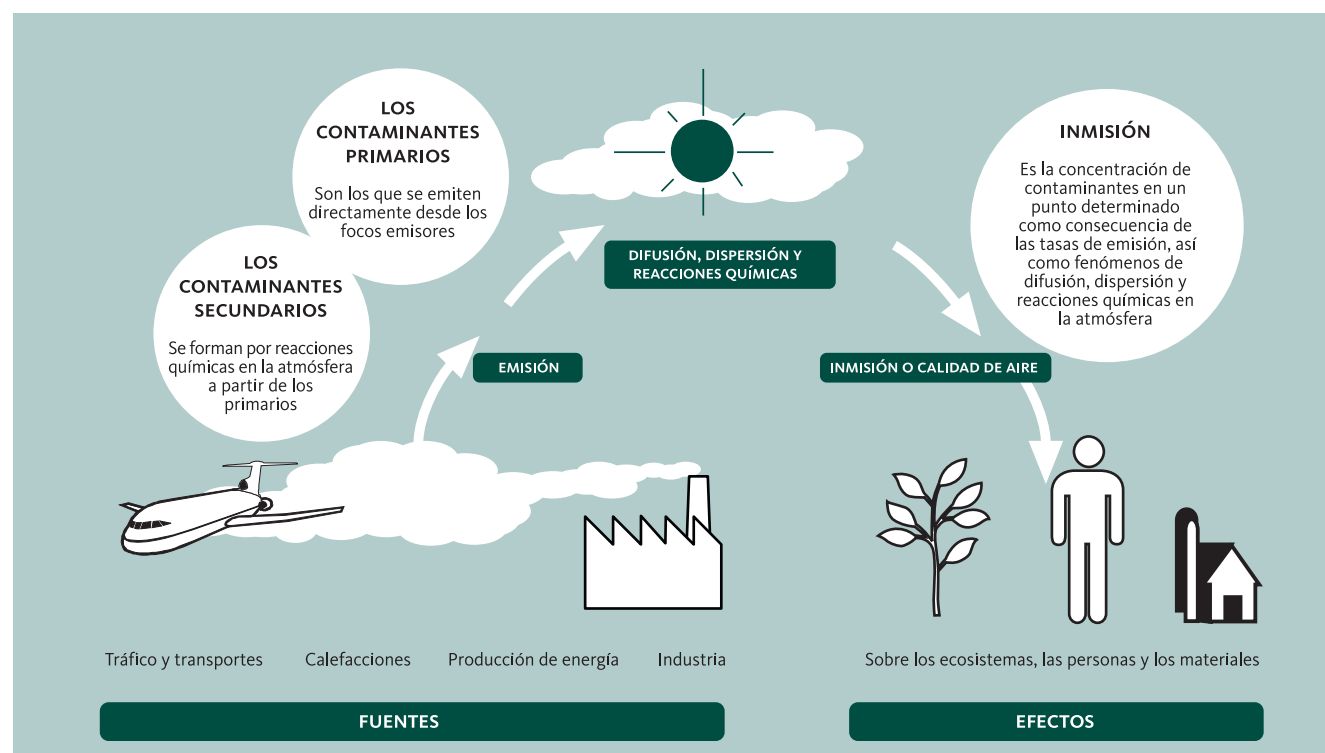 LOS
CONTAMINANTES
PRIMARIOS
Son los que se emiten
directamente desde los
focos emisores
LOS
CONTAMINANTES
SECUNDARIOS
Se forman por reacciones
químicas en la atmósfera
a partir de los
primarios
DIFUSIÓN, DISPERSIÓN Y
REACCIONES QUÍMICAS
EMISIÓN
INMISIÓN
Es la concentración de
contaminantes en un
punto determinado
como consecuencia de
las tasas de emisión, así
como fenómenos de
difusión, dispersión y
reacciones químicas en
la atmósfera
INMISIÓN O CALIDAD DE AIRE
Tráfico y transportes
Calefacciones
Producción de energía
Industria
FUENTES
Sobre los ecosistemas, las personas y los materiales
EFECTOS